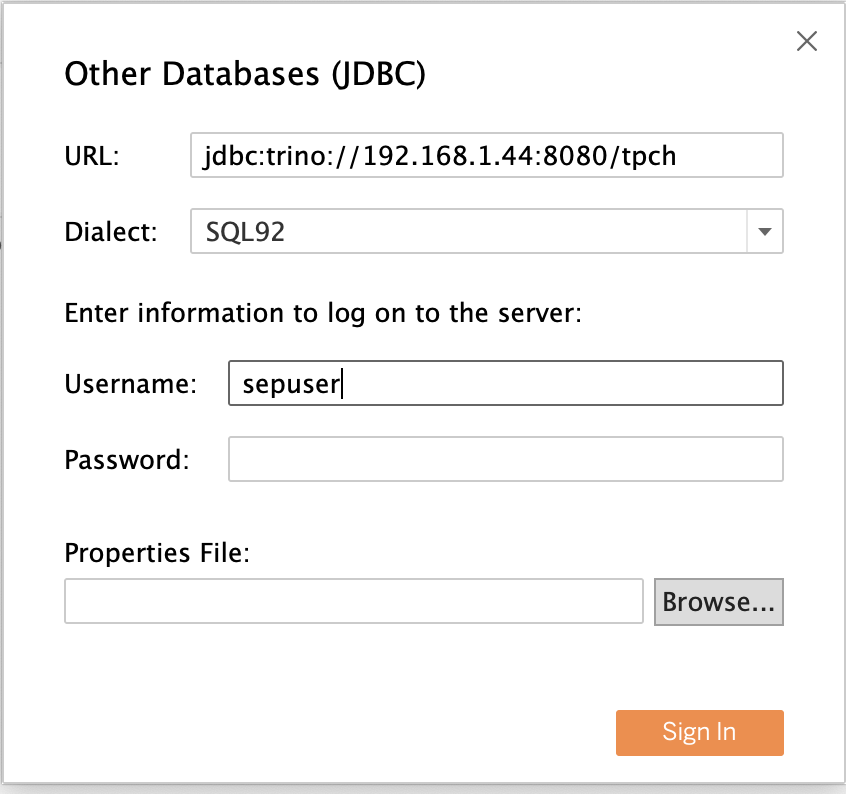 Other Databases (JDBC)
URL: jdbc:trino://192.168.1.44:8080/tpch
Dialect: SQL92
Enter information to log on to the server:
Username: sepuser
Password:
Properties File:
Browse...
Sign In